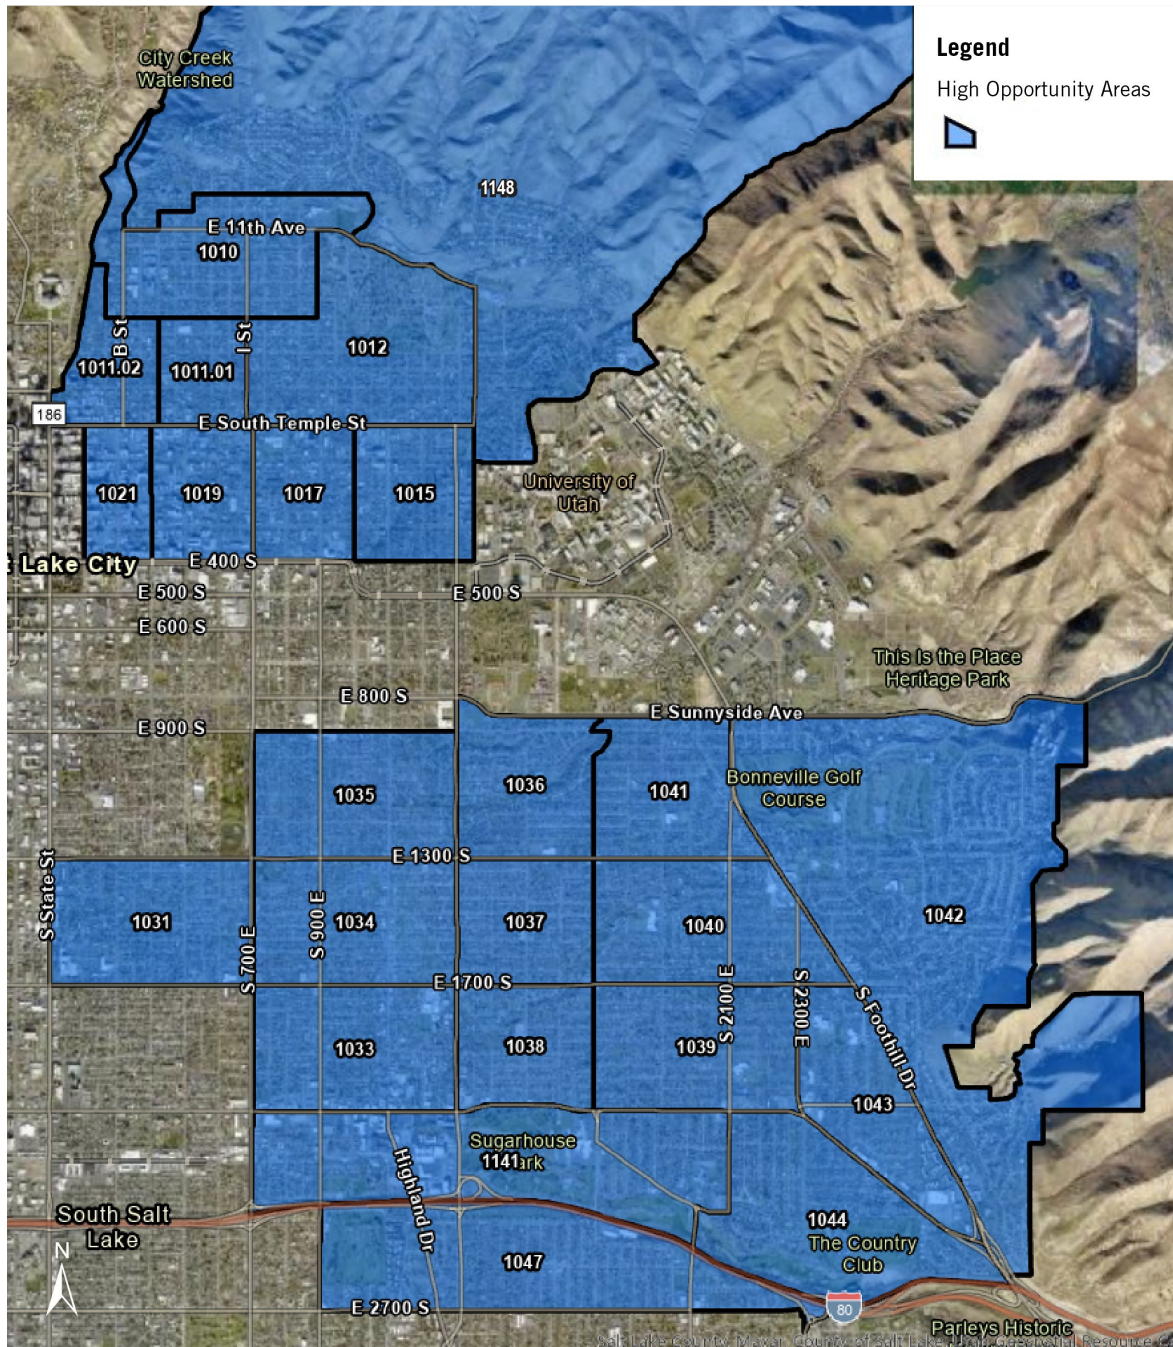 Legend
High Opportunity Areas
City Creek
Watershed
1148
E 11th Ave
1010
B St
I St
1012
1011.02
1011.01
186
E South Temple St
1021
1019
1017
1015
University of
Utah
t Lake City
E 400 S
E 500 S
E 500 S
E 600 S
This Is the Place
Heritage Park
E 800 S
E Sunnyside Ave
E 900 S
1035
1036
1041
Bonneville Golf
Course
E 1300 S
S State St
1031
S 700 E
S 900 E
1034
1037
1040
1042
E 1700 S
S 2100 E
S 2300 E
S Foothill Dr
1033
1038
1039
1043
Sugarhouse
1141 ark
Highland Dr
South Salt
Lake
N
1044
The Country
Club
1047
E 2700 S
80
Parleys Historic